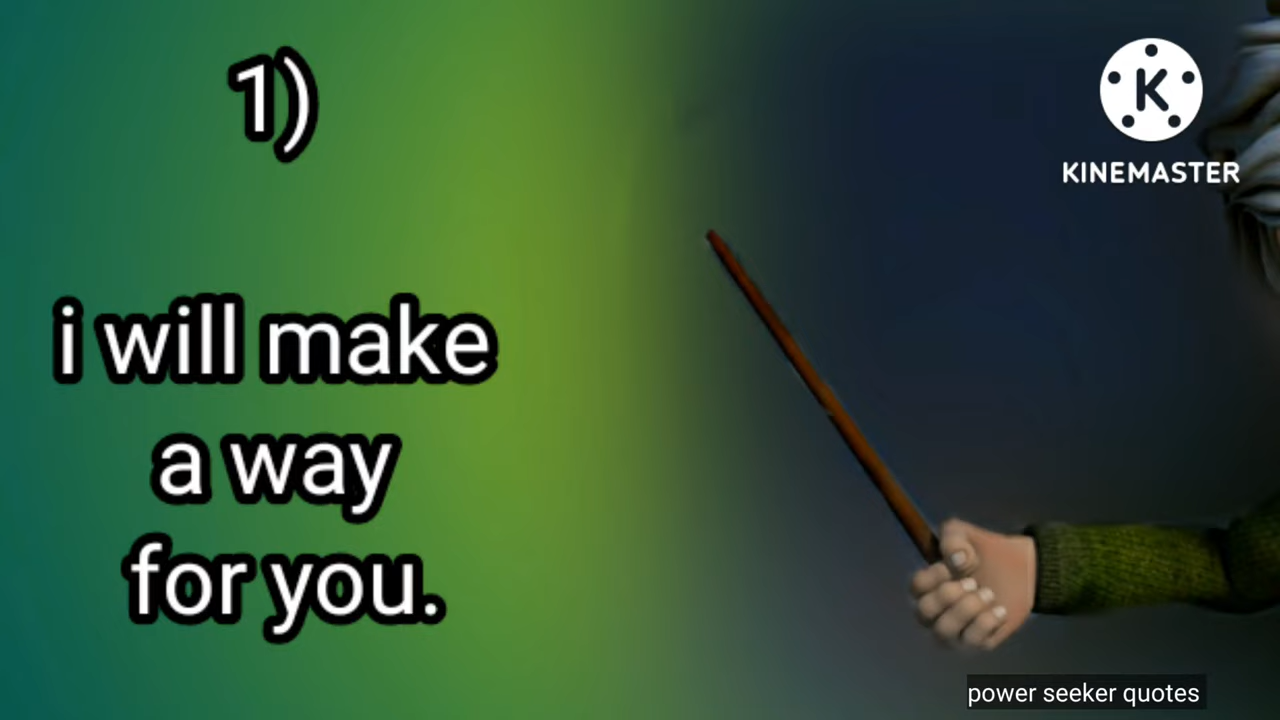 1)
i will make
a way
for you.
K
KINEMASTER
power seeker quotes